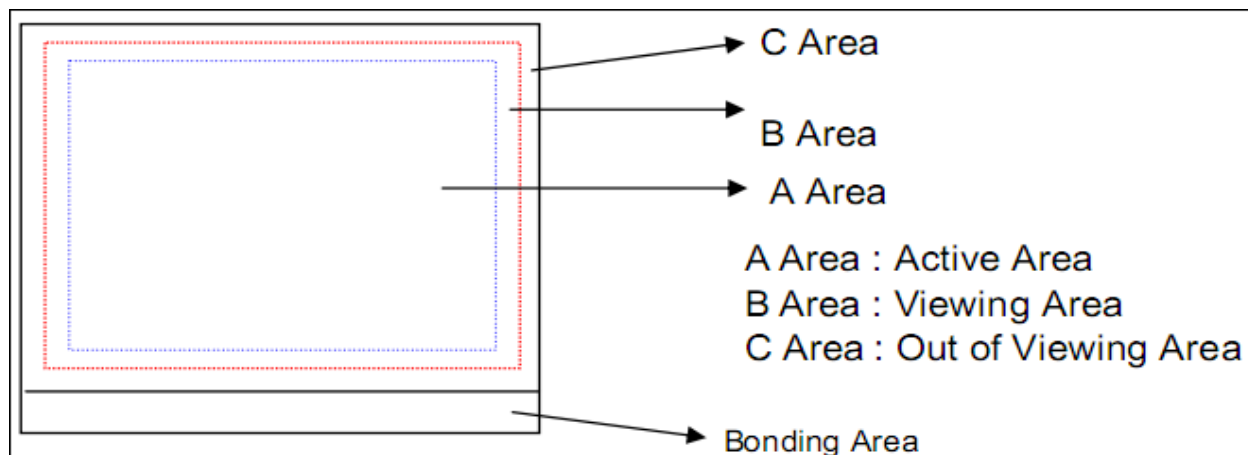 C Area
B Area
A Area
A Area : Active Area
B Area : Viewing Area
C Area : Out of Viewing Area
Bonding Area